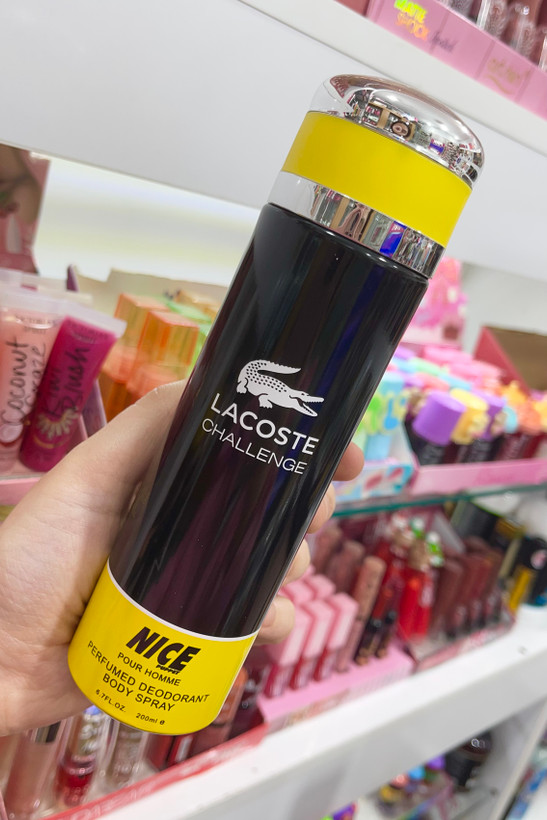 LACOSTE
CHALLENGE
NICE
POUR HOMME
PERFUMED DEODORANT
BODY SPRAY
6.7FL.OZ. 200ml e
Coconut